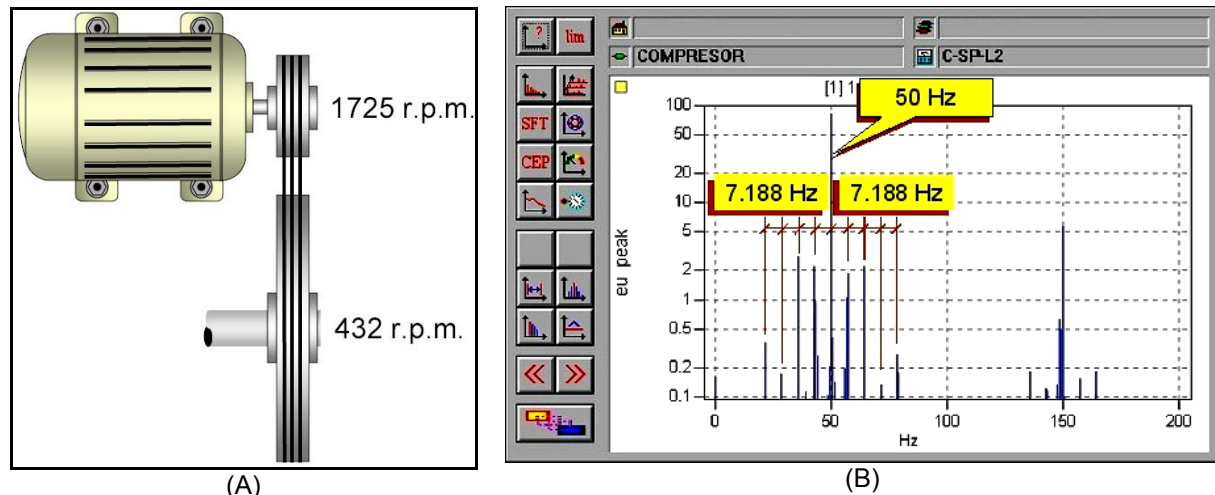 1725 r.p.m.
432 r.p.m.
(A)
? lim
COMPRESOR C-SP-L2
SFT
CEP
[1] 1
50 Hz
7.188 Hz 7.188 Hz
eu peak
100
50
20
10
5
2
1
0.5
0.2
0.1
0 50 100 150 200
Hz
(B)